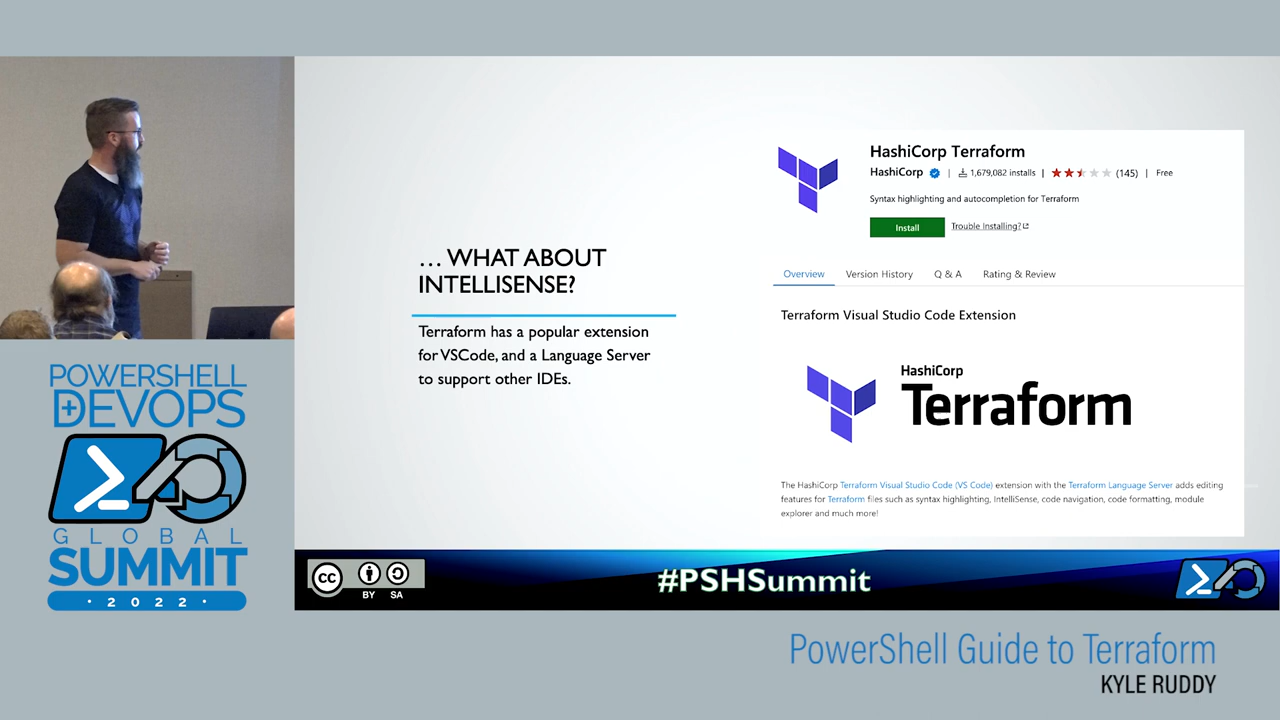 POWERSHELL
DEVOPS
GLOBAL
SUMMIT
· 2022 ·
... WHAT ABOUT
INTELLISENSE?
Terraform has a popular extension
for VSCode, and a Language Server
to support other IDEs.
HashiCorp Terraform
HashiCorp | 1,679,082 installs | (145) | Free
Syntax highlighting and autocompletion for Terraform
Install Trouble Installing?
Overview Version History Q & A Rating & Review
Terraform Visual Studio Code Extension
HashiCorp
Terraform
The HashiCorp Terraform Visual Studio Code (VS Code) extension with the Terraform Language Server adds editing
features for Terraform files such as syntax highlighting, IntelliSense, code navigation, code formatting, module
explorer and much more!
CC
BY SA
#PSHSummit
PowerShell Guide to Terraform
KYLE RUDDY